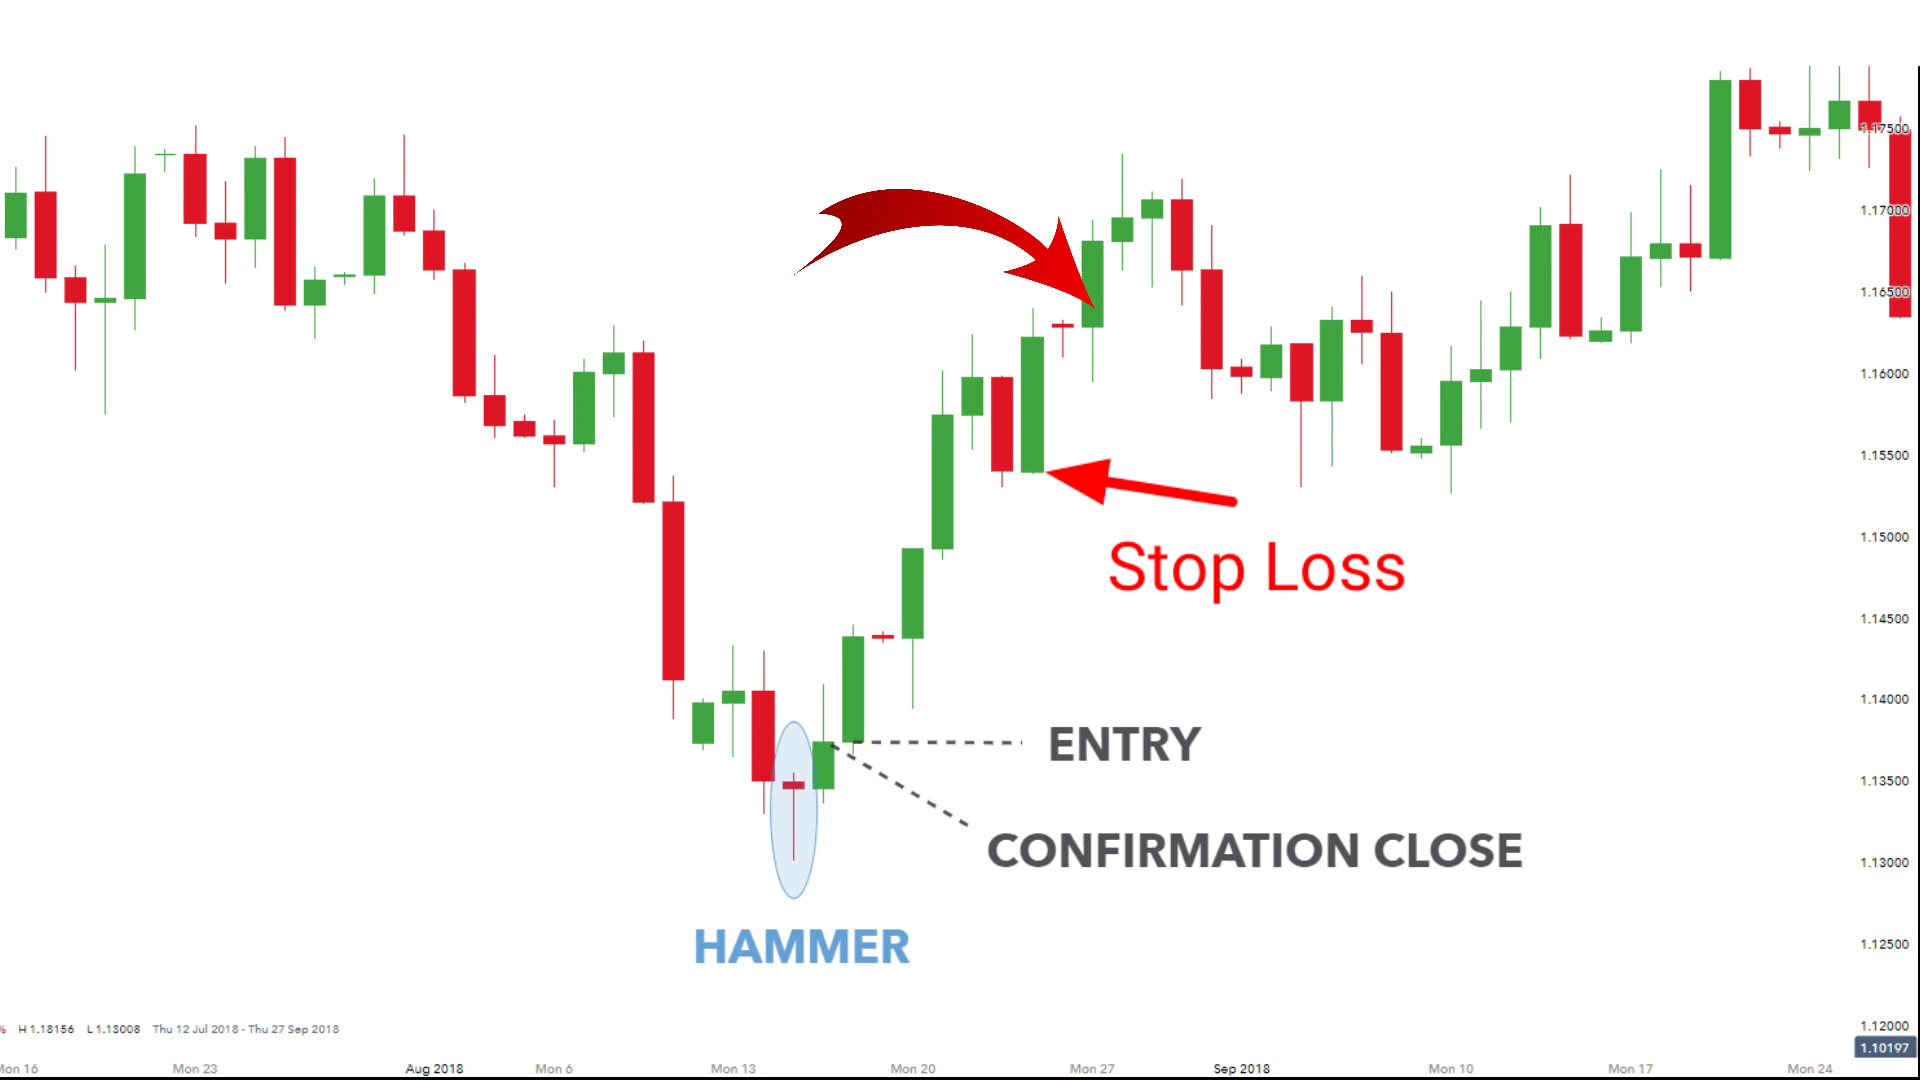 1.17500
1.17000
1.16500
1.16000
1.15500
Stop Loss
1.15000
1.14500
1.14000
ENTRY
1.13500
CONFIRMATION CLOSE
1.13000
HAMMER
1.12500
% H 1.18156 L 1.13008 Thu 12 Jul 2018 - Thu 27 Sep 2018
1.12000
1.10197
Mon 16 Mon 23 Aug 2018 Mon 6 Mon 13 Mon 20 Mon 27 Sep 2018 Mon 10 Mon 17 Mon 24